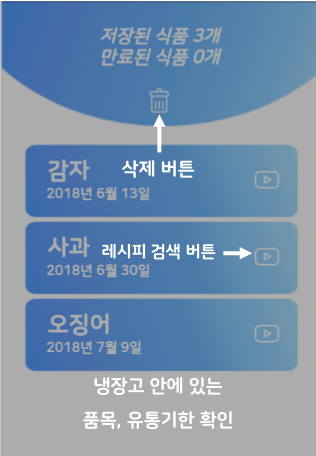 저장된 식품 3개
만료된 식품 0개
삭제 버튼
감자
2018년 6월 13일
사과
레시피 검색 버튼
2018년 6월 30일
오징어
2018년 7월 9일
냉장고 안에 있는
품목, 유통기한 확인